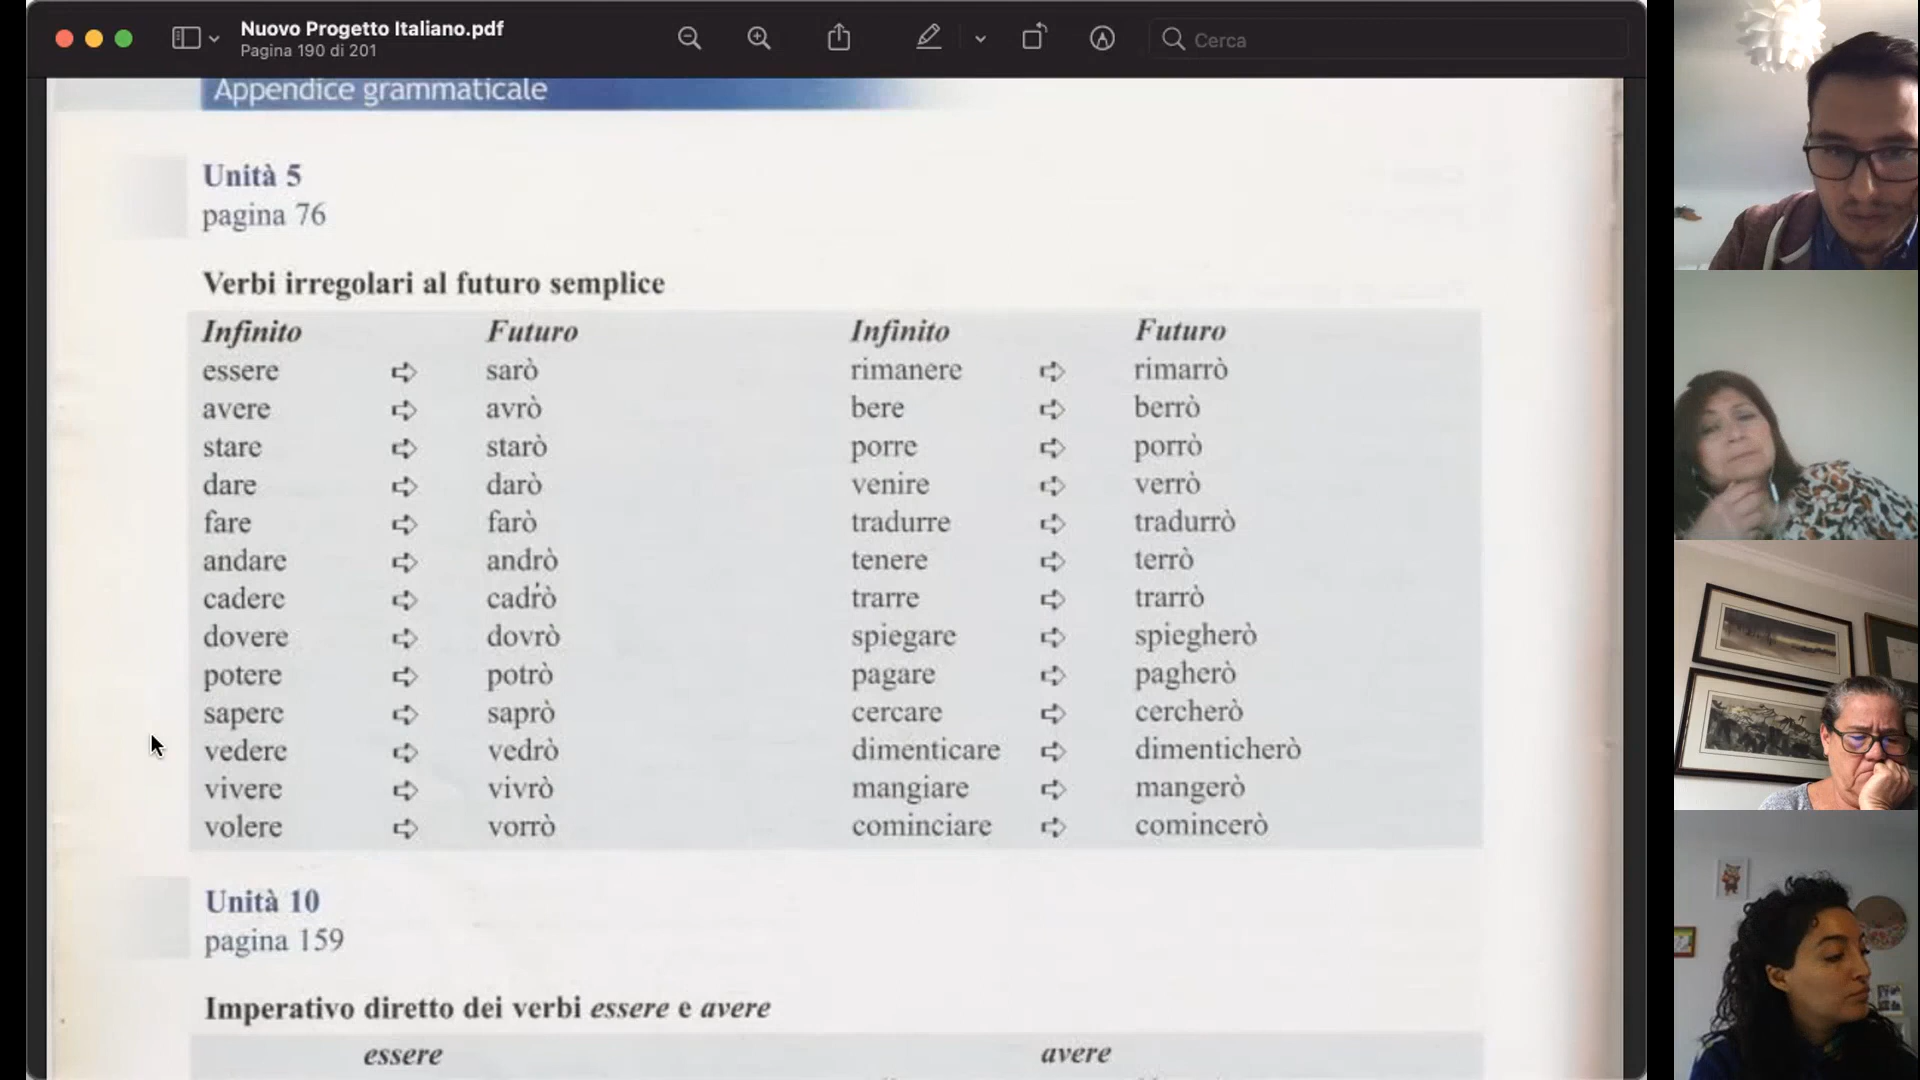 Nuovo Progetto Italiano.pdf
Pagina 190 di 201
Cerca
Appendice grammaticale
Unità 5
pagina 76
Verbi irregolari al futuro semplice
Infinito Futuro Infinito Futuro
essere ➪ sarò rimanere ➪ rimarrò
avere ➪ avrò bere ➪ berrò
stare ➪ starò porre ➪ porrò
dare ➪ darò venire ➪ verrò
fare ➪ farò tradurre ➪ tradurrò
andare ➪ andrò tenere ➪ terrò
cadere ➪ cadrò trarre ➪ trarrò
dovere ➪ dovrò spiegare ➪ spiegherò
potere ➪ potrò pagare ➪ pagherò
sapere ➪ saprò cercare ➪ cercherò
vedere ➪ vedrò dimenticare ➪ dimenticherò
vivere ➪ vivrò mangiare ➪ mangerò
volere ➪ vorrò cominciare ➪ comincerò
Unità 10
pagina 159
Imperativo diretto dei verbi essere e avere
essere avere